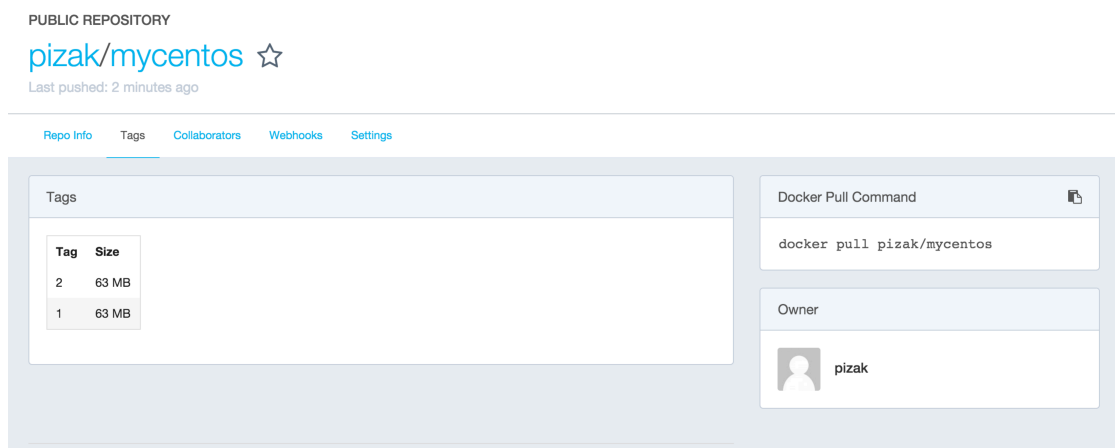 PUBLIC REPOSITORY
pizak/mycentos
Last pushed: 2 minutes ago
Repo Info Tags Collaborators Webhooks Settings
Tags
Tag Size
2 63 MB
1 63 MB
Docker Pull Command
docker pull pizak/mycentos
Owner
pizak